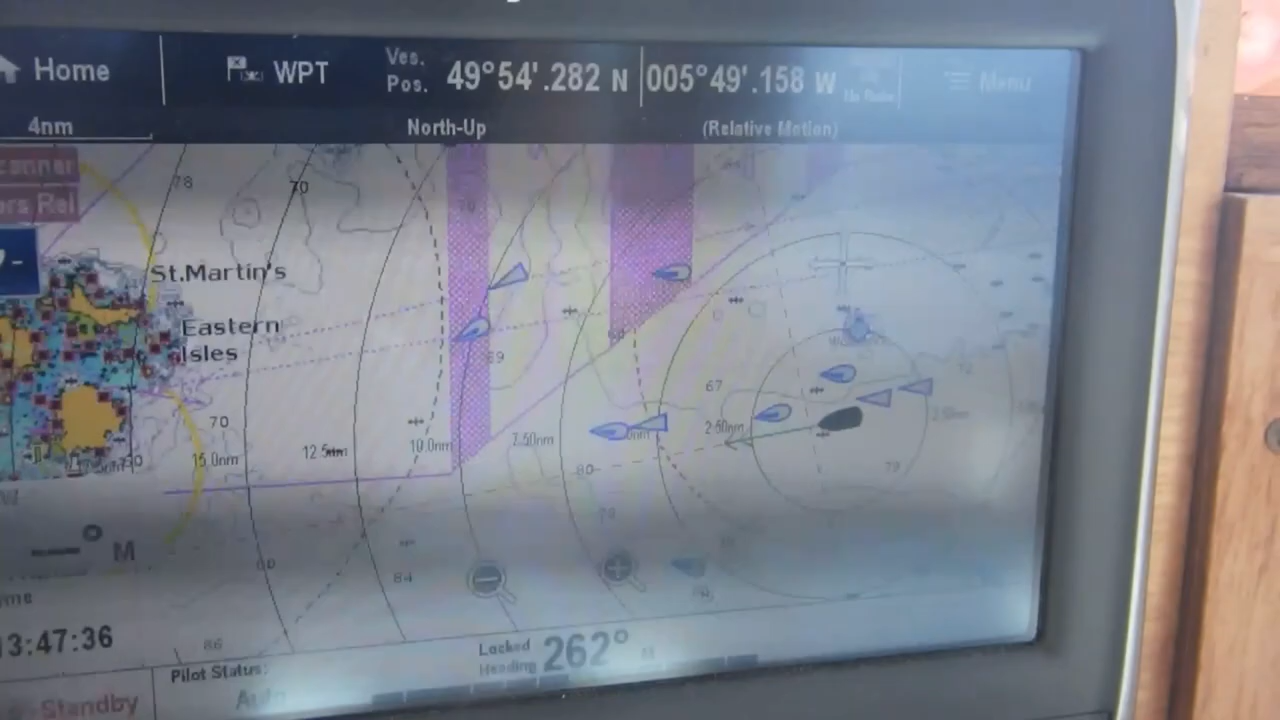 Home
WPT
Ves. Pos. 49°54'.282 N 005°49'.158 W
Menu
4nm
North-Up
(Relative Motion)
78
70
St.Martin's
Eastern Isles
69
67
70
15.0nm
12.5nm
10.0nm
7.50nm
2.50nm
80
79
84
86
M
13:47:36
Pilot Status:
Auto
Locked Heading 262° M
Standby